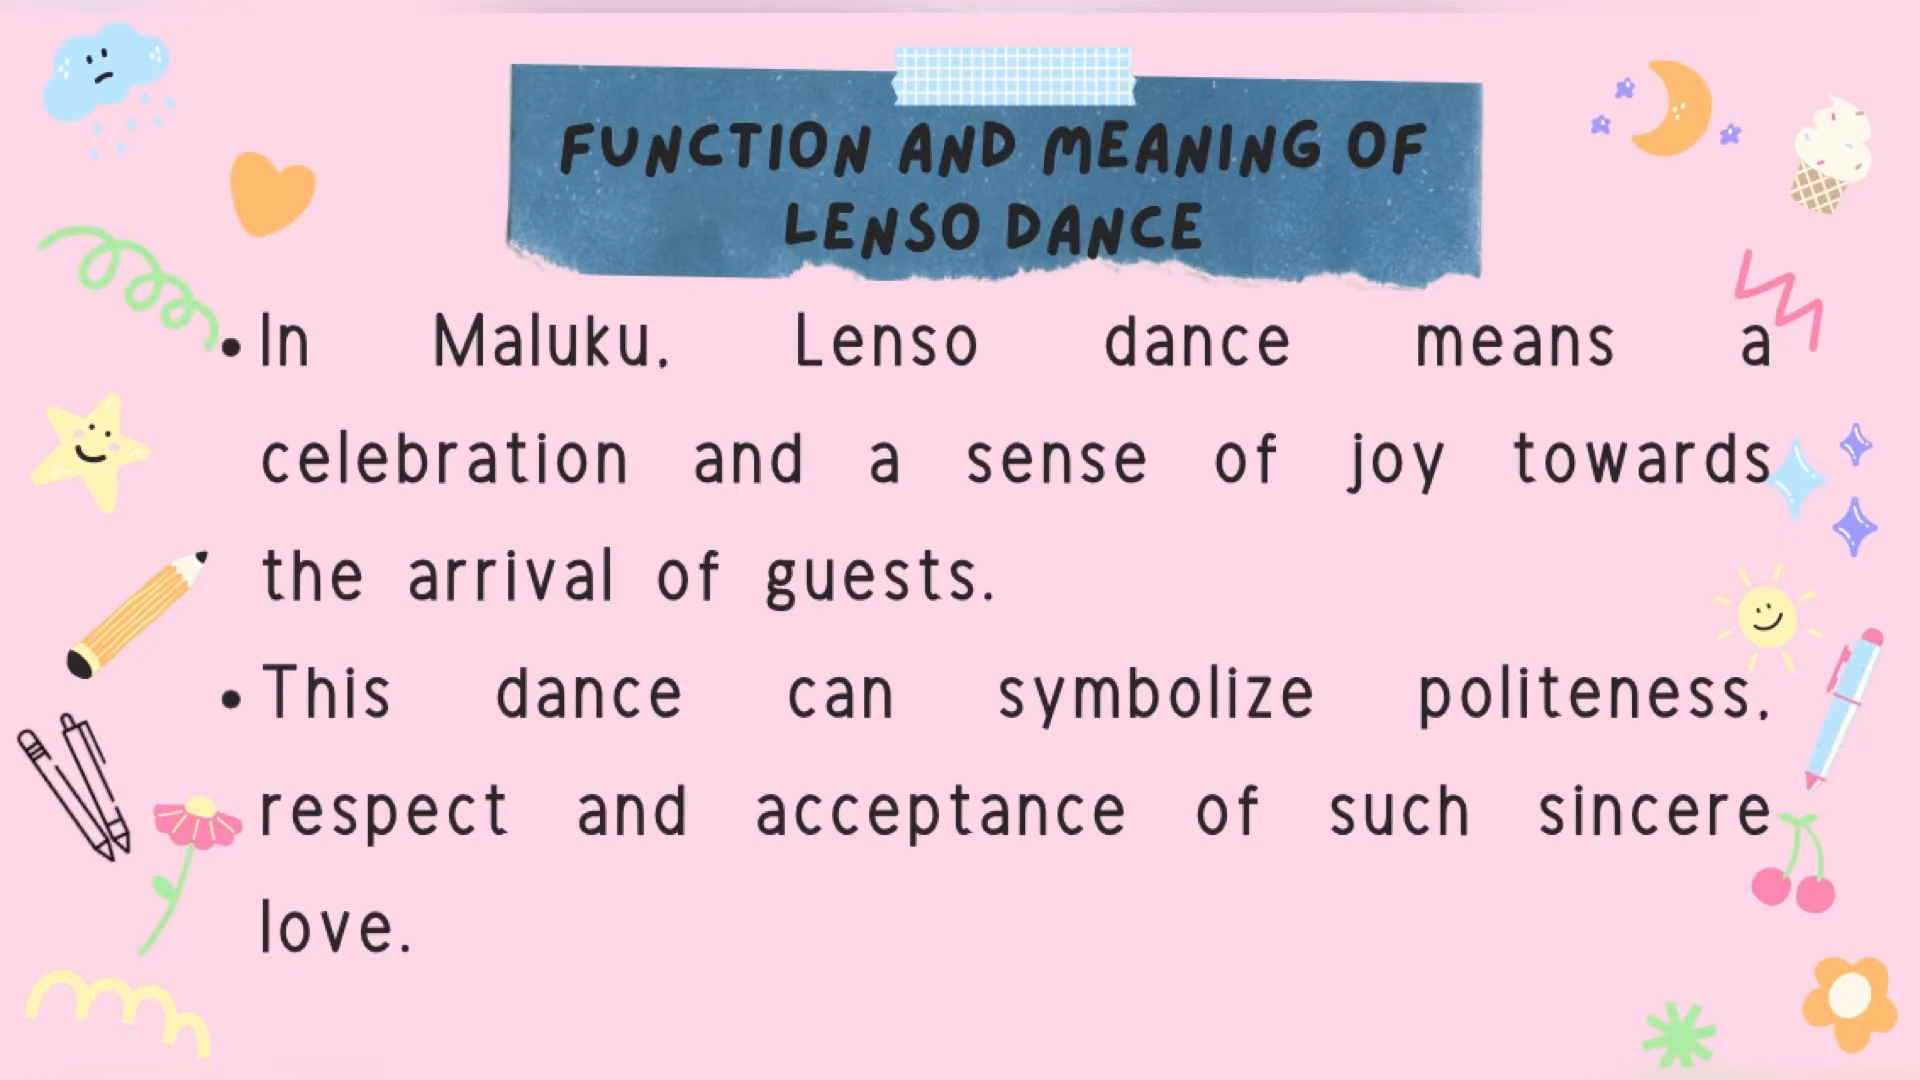 FUNCTION AND MEANING OF
LENSO DANCE
• In Maluku, Lenso dance means a
celebration and a sense of joy towards
the arrival of guests.
• This dance can symbolize politeness,
respect and acceptance of such sincere
love.